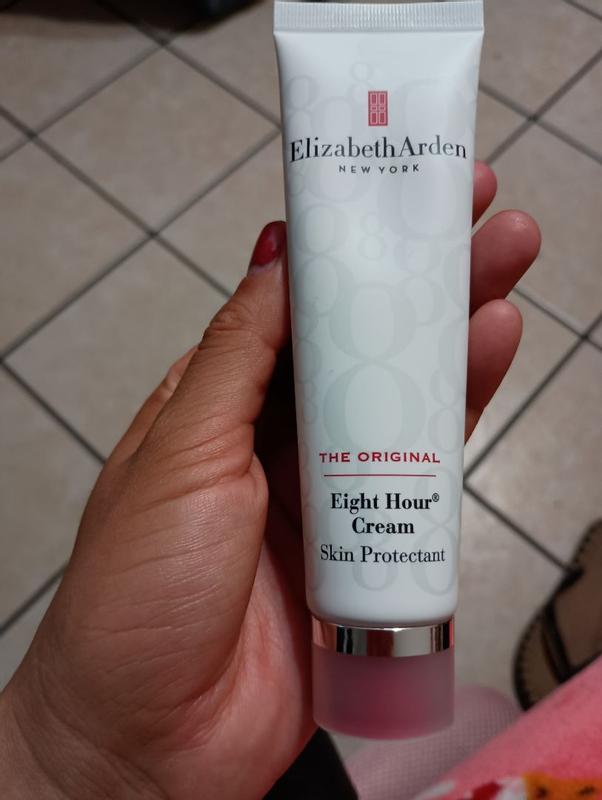 ElizabethArden
NEW YORK
THE ORIGINAL
Eight Hour®
Cream
Skin Protectant